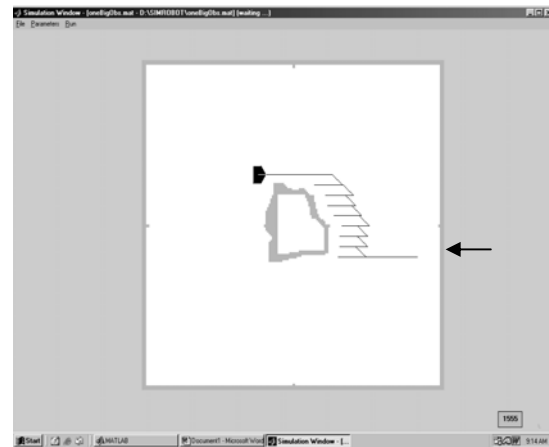 Simulation Window - [oneBigObs.mat - D:\SIMROBOT\oneBigObs.mat] (waiting ...)
File Parameters Run
1555
Start MATLAB Document1 - Microsoft Word Simulation Window - [... 9:14 AM